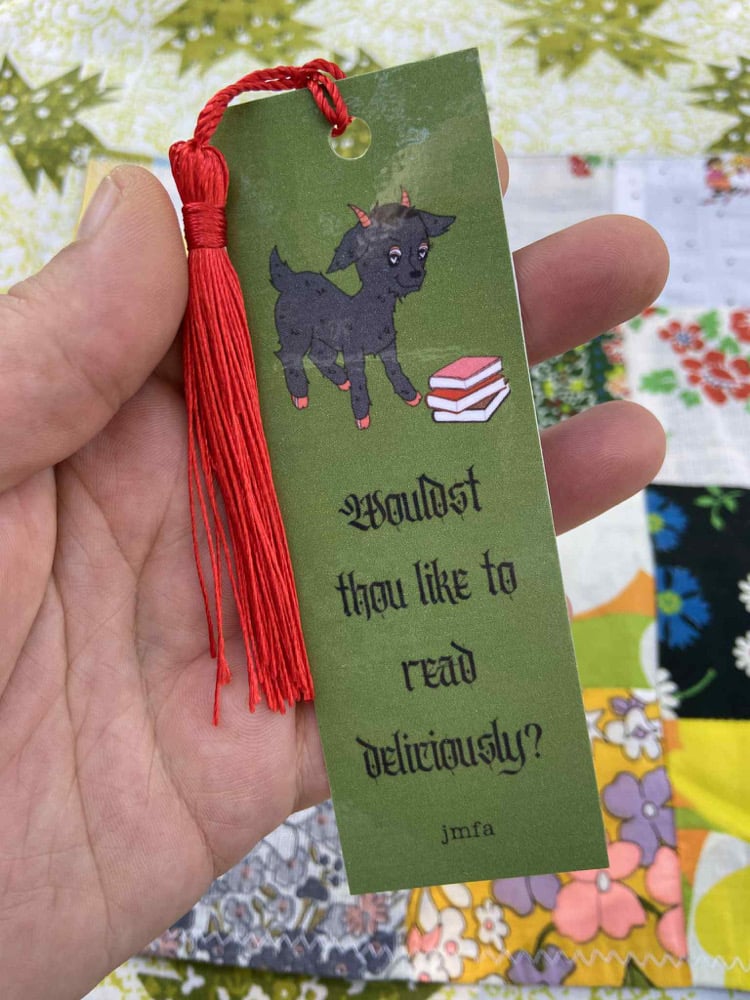 Wouldst
thou like to
read
deliciously?
jmfa